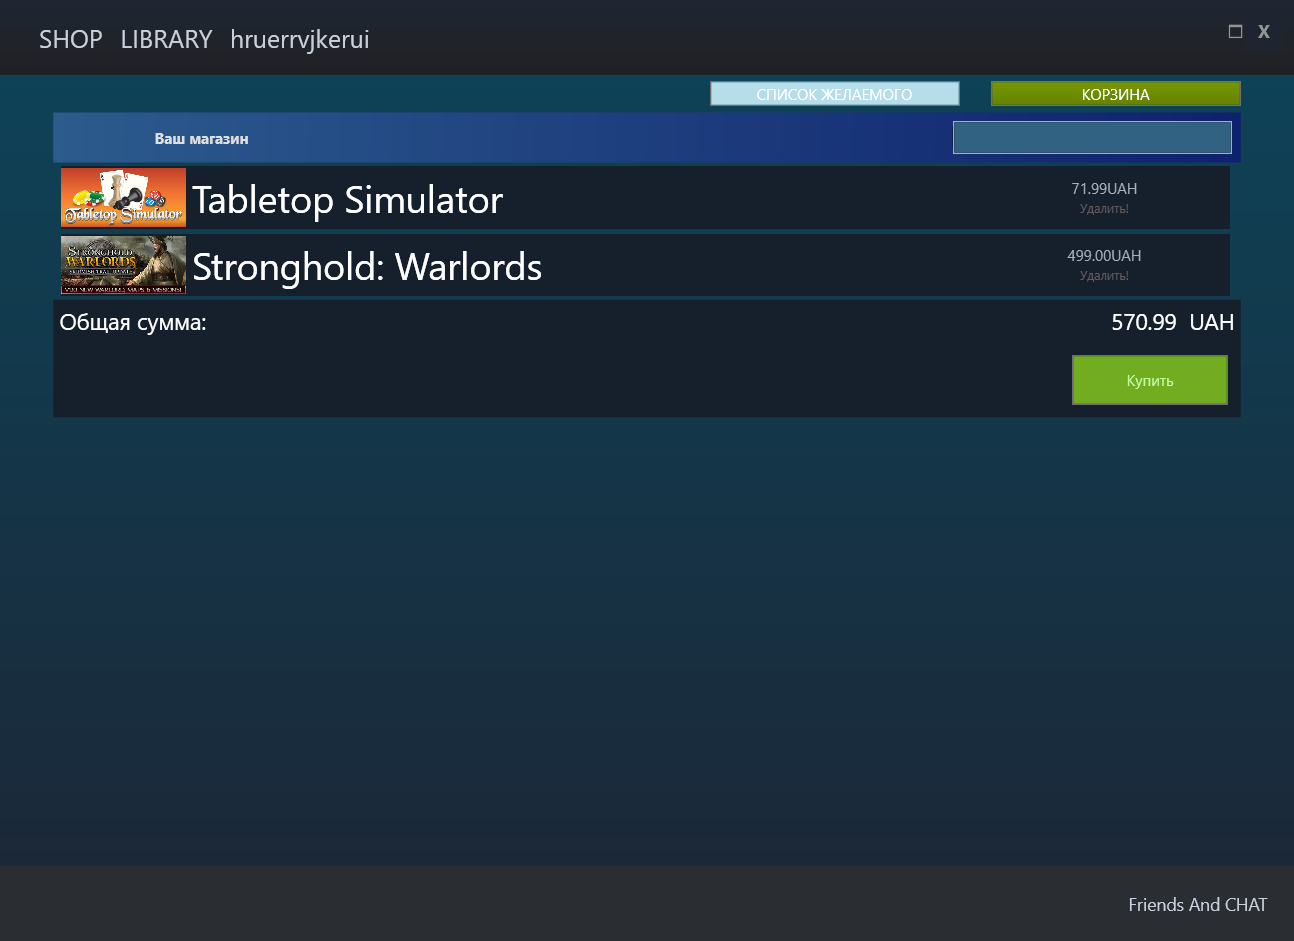 SHOP LIBRARY hruerrvjkerui
X
СПИСОК ЖЕЛАЕМОГО КОРЗИНА
Ваш магазин
Tabletop Simulator
Tabletop Simulator
71.99UAH
Удалить!
STRONGHOLD
WARLORDS
Stronghold: Warlords
499.00UAH
Удалить!
Общая сумма: 570.99 UAH
Купить
Friends And CHAT